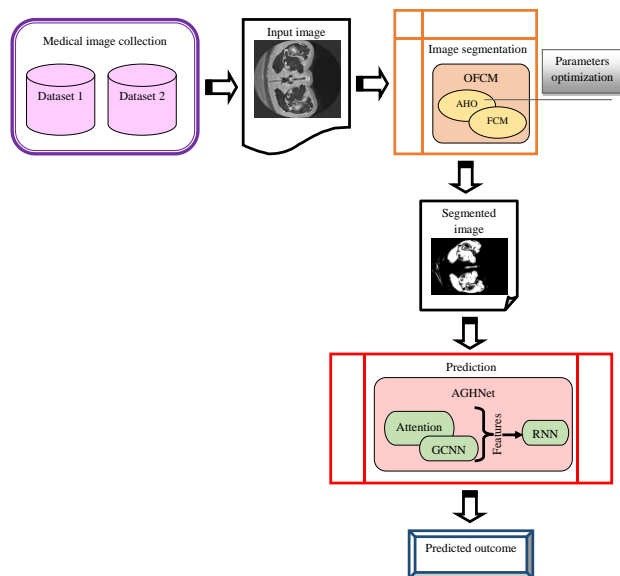 Medical image collection
Dataset 1
Dataset 2
Input image
Image segmentation
OFCM
AHO
FCM
Parameters
optimization
Segmented
image
Prediction
AGHNet
Attention
GCNN
Features
RNN
Predicted outcome